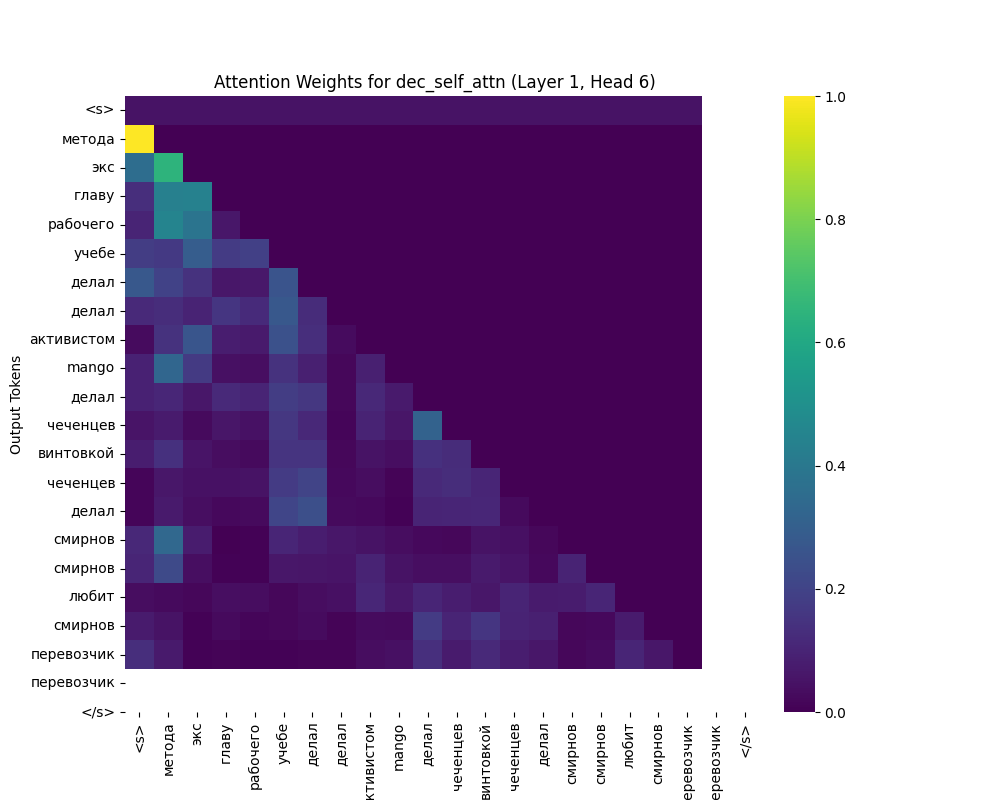 Attention Weights for dec_self_attn (Layer 1, Head 6)
Output Tokens
<s>
метода
экс
главу
рабочего
учебе
делал
делал
активистом
mango
делал
чеченцев
винтовкой
чеченцев
делал
смирнов
смирнов
любит
смирнов
перевозчик
перевозчик
</s>
<s>
метода
экс
главу
рабочего
учебе
делал
делал
ктивистом
mango
делал
чеченцев
винтовкой
чеченцев
делал
смирнов
смирнов
любит
смирнов
еревозчик
еревозчик
</s>
1.0
0.8
0.6
0.4
0.2
0.0